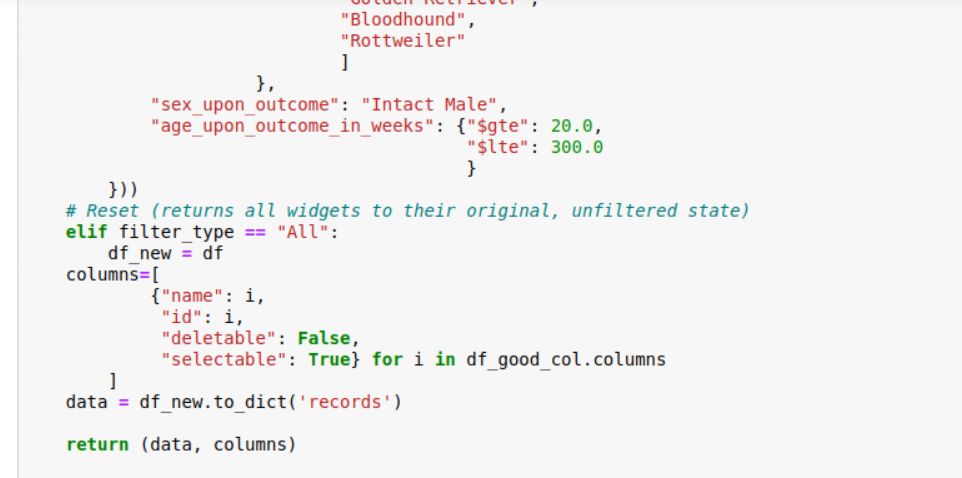 "Golden Retriever",
"Bloodhound",
"Rottweiler"
]
},
"sex_upon_outcome": "Intact Male",
"age_upon_outcome_in_weeks": {"$gte": 20.0,
"$lte": 300.0
}
}))
# Reset (returns all widgets to their original, unfiltered state)
elif filter_type == "All":
df_new = df
columns=[
{"name": i,
"id": i,
"deletable": False,
"selectable": True} for i in df_good_col.columns
]
data = df_new.to_dict('records')
return (data, columns)